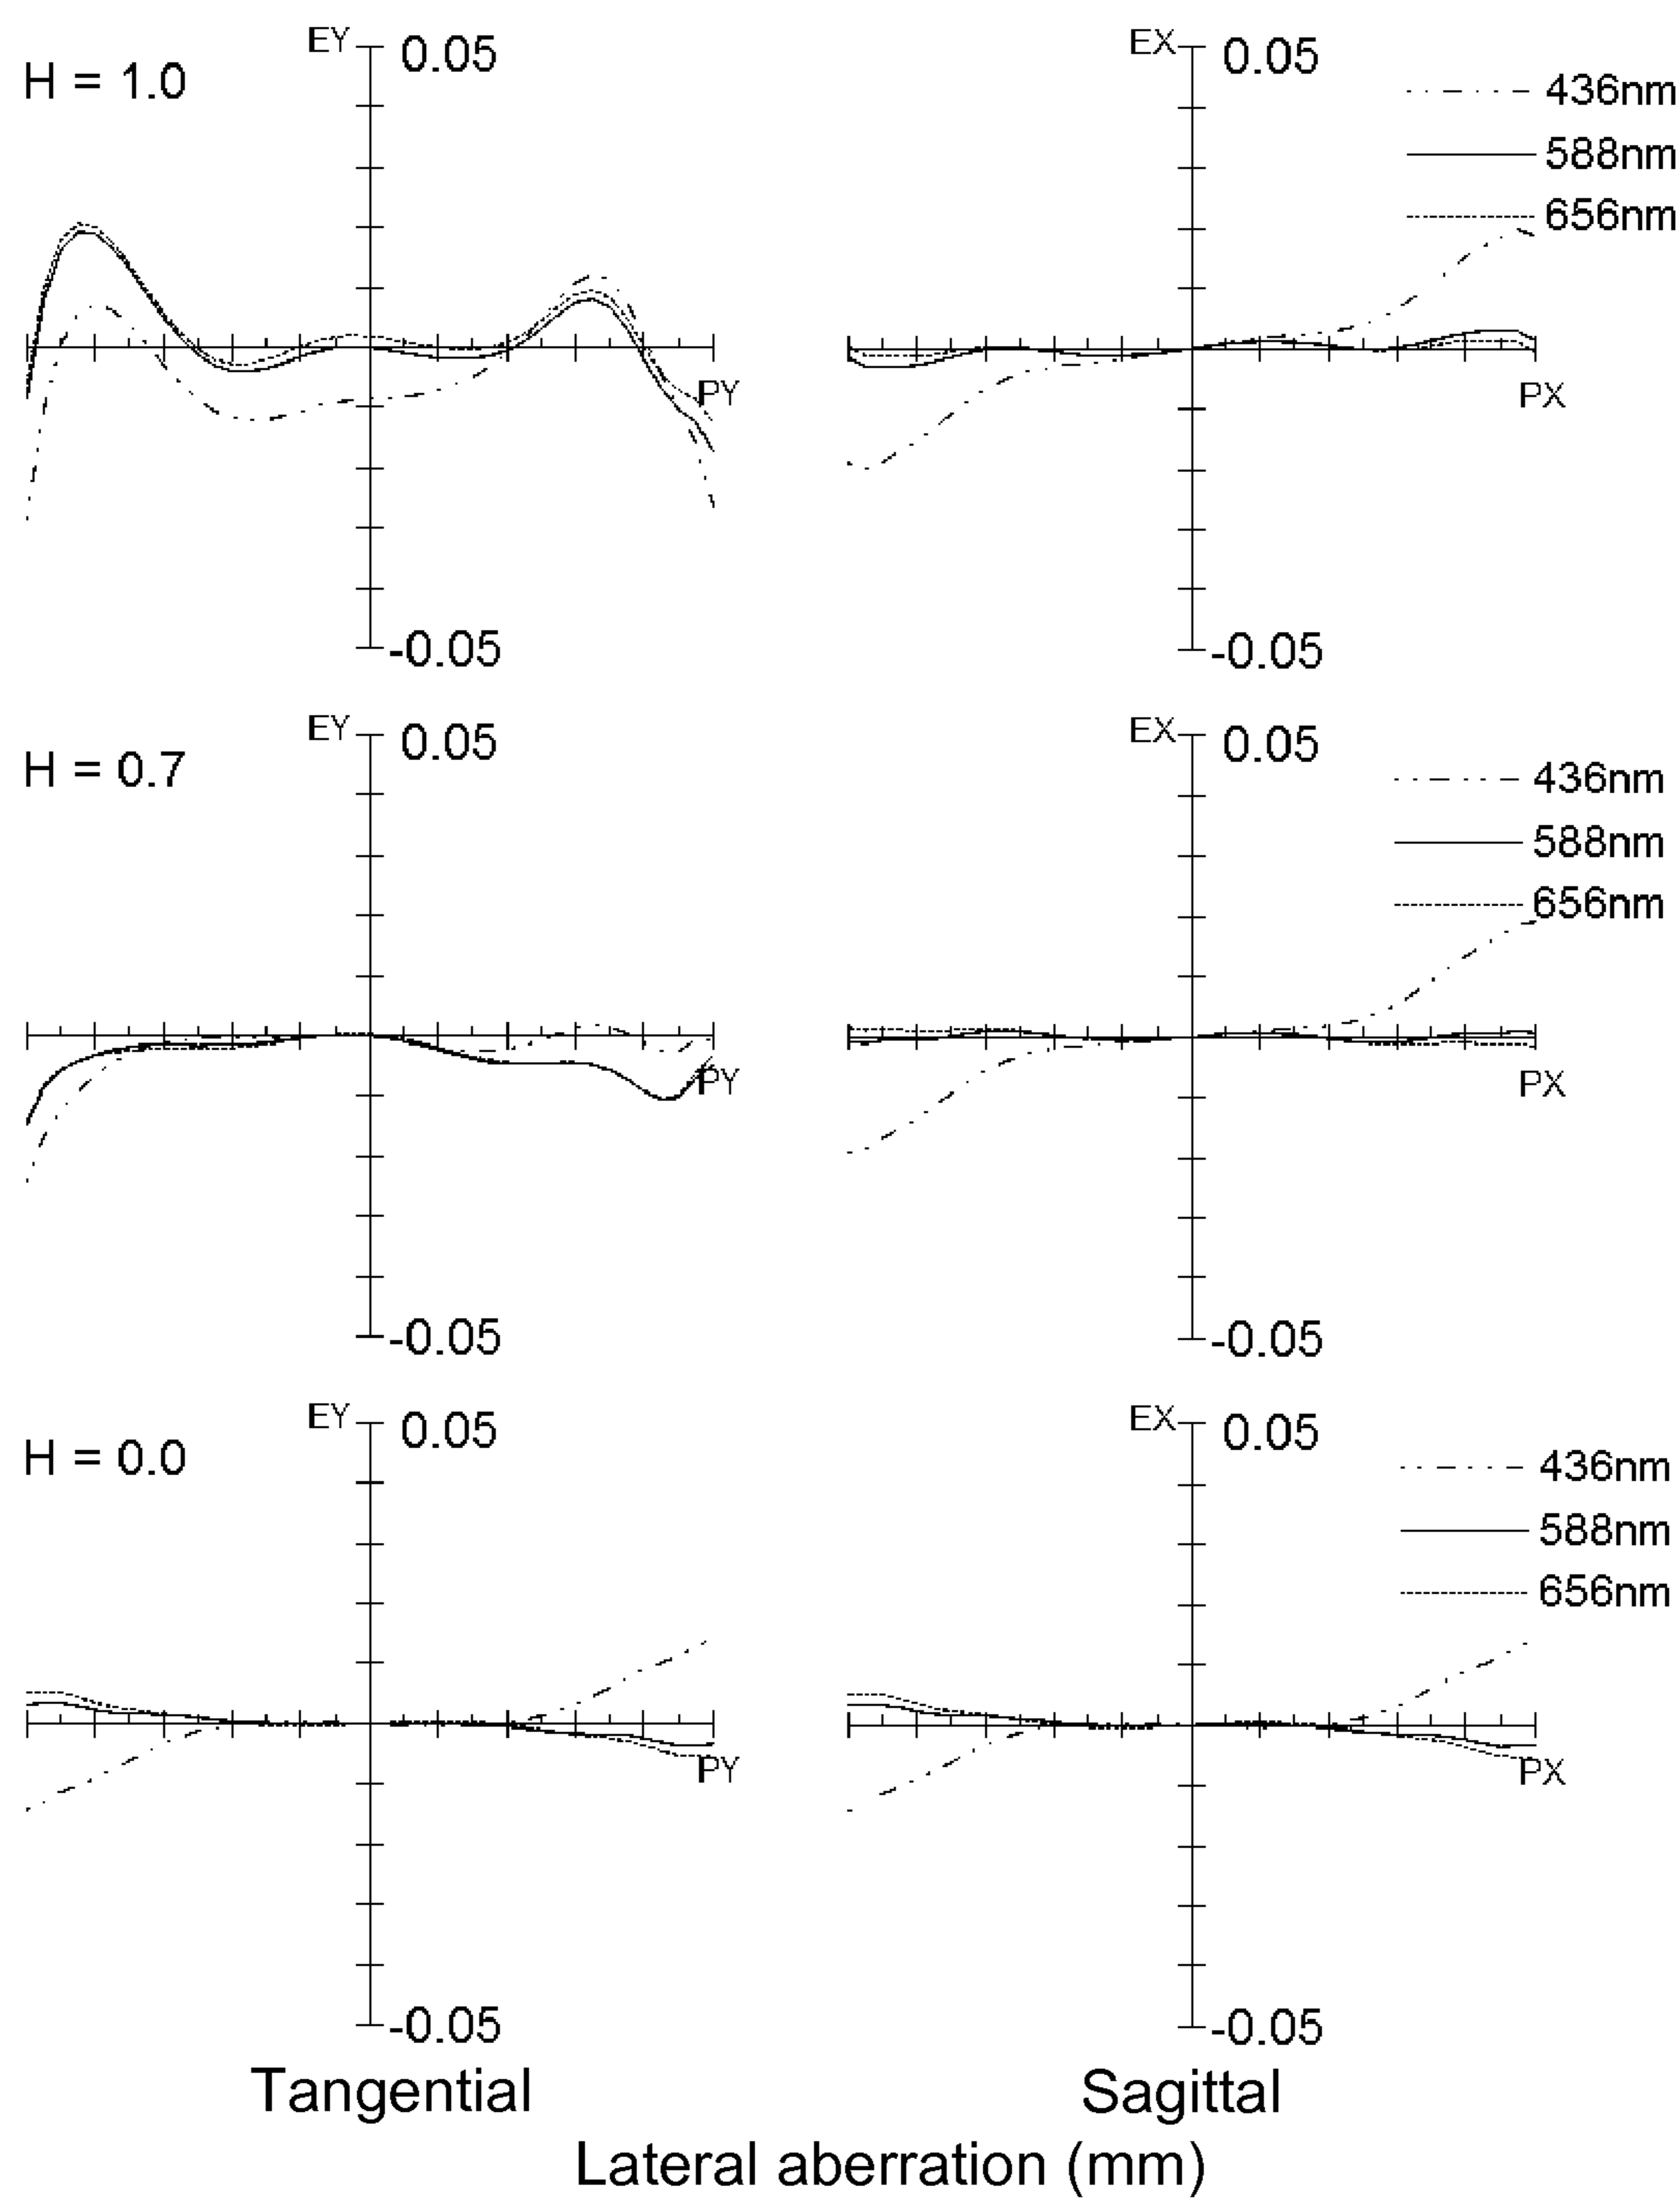 EY 0.05
EX 0.05
H = 1.0
436nm
588nm
656nm
PY
PX
-0.05
-0.05
EY 0.05
EX 0.05
H = 0.7
436nm
588nm
656nm
PY
PX
-0.05
-0.05
EY 0.05
EX 0.05
H = 0.0
436nm
588nm
656nm
PY
PX
-0.05
-0.05
Tangential
Sagittal
Lateral aberration (mm)